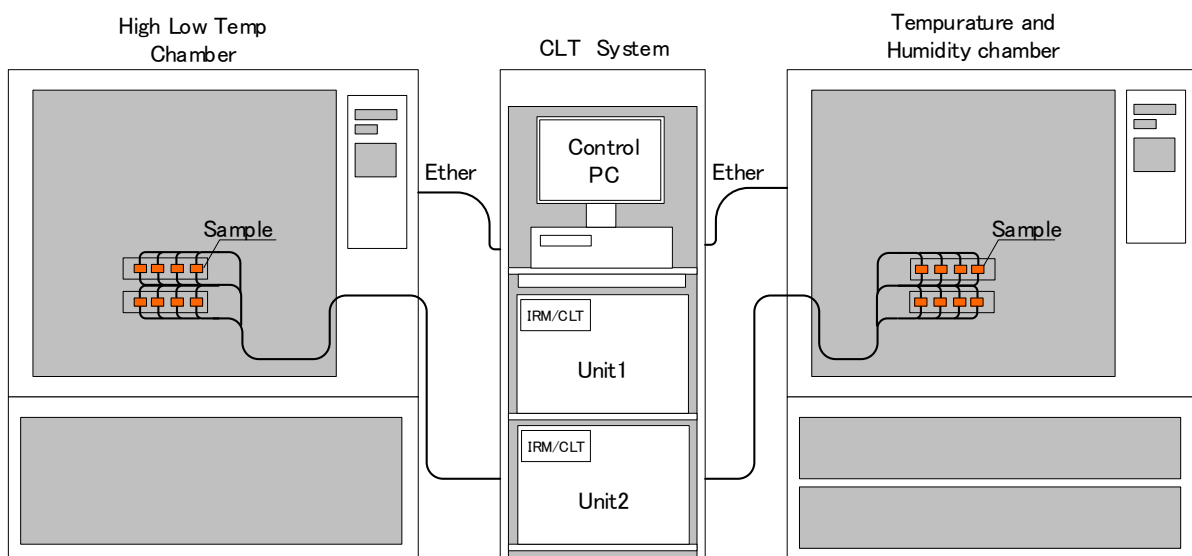 High Low Temp
Chamber
CLT System
Tempurature and
Humidity chamber
Ether
Control
PC
Ether
Sample
Sample
IRM/CLT
Unit1
IRM/CLT
Unit2